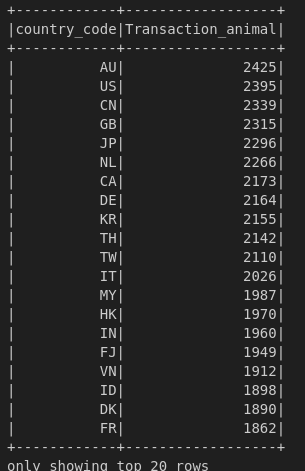 +------------+------------------+
|country_code|Transaction_animal|
+------------+------------------+
|          AU|              2425|
|          US|              2395|
|          CN|              2339|
|          GB|              2315|
|          JP|              2296|
|          NL|              2266|
|          CA|              2173|
|          DE|              2164|
|          KR|              2155|
|          TH|              2142|
|          TW|              2110|
|          IT|              2026|
|          MY|              1987|
|          HK|              1970|
|          IN|              1960|
|          FJ|              1949|
|          VN|              1912|
|          ID|              1898|
|          DK|              1890|
|          FR|              1862|
+------------+------------------+
only showing top 20 rows